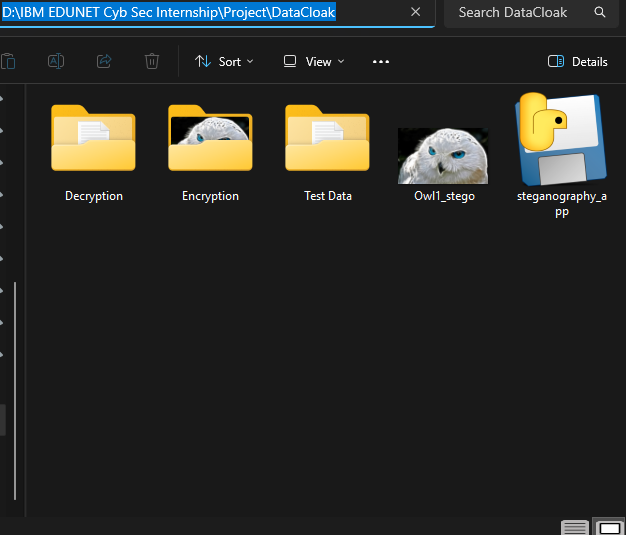 D:\IBM EDUNET Cyb Sec Internship\Project\DataCloak
Search DataCloak
Sort
View
Details
Decryption
Encryption
Test Data
Owl1_stego
steganography_a
pp